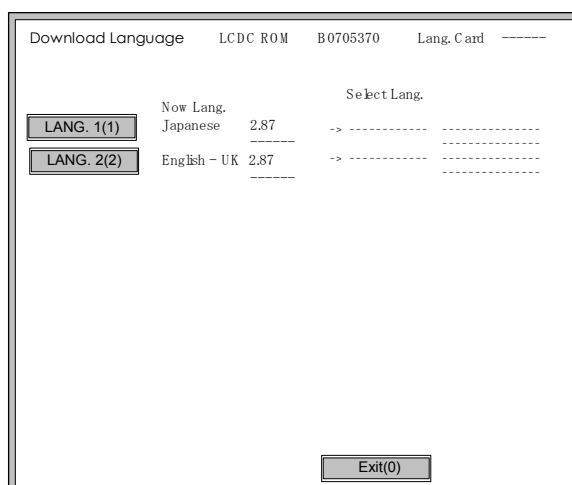 Download Language LCDC ROM B0705370 Lang. Card ------
Select Lang.
Now Lang.
LANG. 1(1) Japanese 2.87 -> ------------ ---------------
------ ---------------
LANG. 2(2) English - UK 2.87 -> ------------ ---------------
------ ---------------
Exit(0)